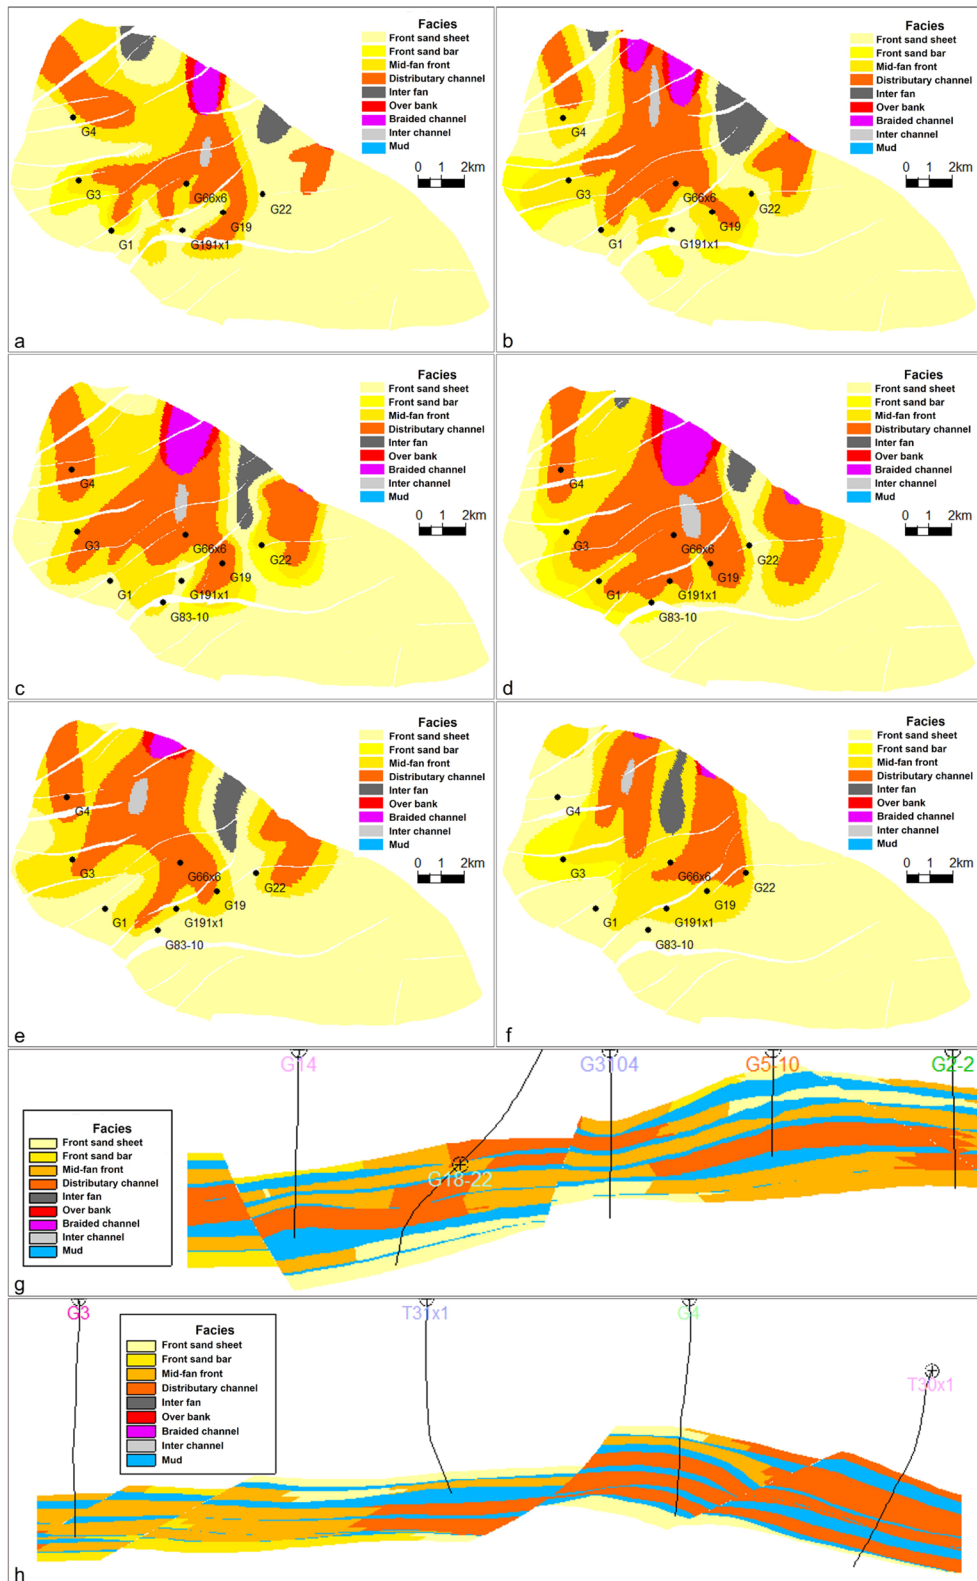 Facies
Front sand sheet
Front sand bar
Mid-fan front
Distributary channel
Inter fan
Over bank
Braided channel
Inter channel
Mud
0 1 2km
G4
G3
G66x6
G22
G19
G1
G191x1
a
Facies
Front sand sheet
Front sand bar
Mid-fan front
Distributary channel
Inter fan
Over bank
Braided channel
Inter channel
Mud
0 1 2km
G4
G3
G66x6
G22
G19
G1
G191x1
b
Facies
Front sand sheet
Front sand bar
Mid-fan front
Distributary channel
Inter fan
Over bank
Braided channel
Inter channel
Mud
0 1 2km
G4
G3
G66x6
G22
G19
G1
G191x1
G83-10
c
Facies
Front sand sheet
Front sand bar
Mid-fan front
Distributary channel
Inter fan
Over bank
Braided channel
Inter channel
Mud
0 1 2km
G4
G3
G66x6
G22
G19
G1
G191x1
G83-10
d
Facies
Front sand sheet
Front sand bar
Mid-fan front
Distributary channel
Inter fan
Over bank
Braided channel
Inter channel
Mud
0 1 2km
G4
G3
G66x6
G22
G19
G1
G191x1
G83-10
e
Facies
Front sand sheet
Front sand bar
Mid-fan front
Distributary channel
Inter fan
Over bank
Braided channel
Inter channel
Mud
0 1 2km
G4
G3
G66x6
G22
G19
G1
G191x1
G83-10
f
G14
G3104
G5-10
G2-2
G18-22
Facies
Front sand sheet
Front sand bar
Mid-fan front
Distributary channel
Inter fan
Over bank
Braided channel
Inter channel
Mud
g
G3
T31x1
G4
T30x1
Facies
Front sand sheet
Front sand bar
Mid-fan front
Distributary channel
Inter fan
Over bank
Braided channel
Inter channel
Mud
h